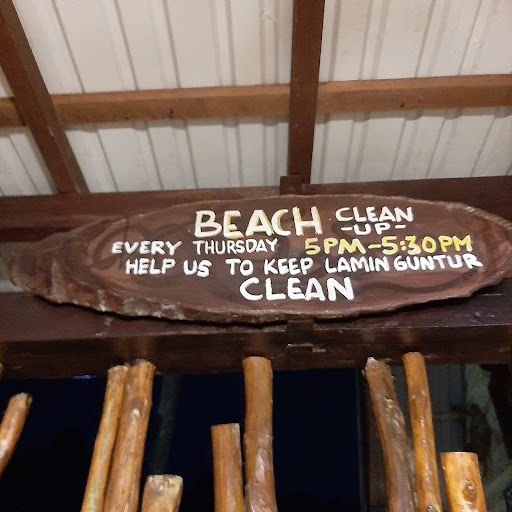 BEACH CLEAN
-UP-
EVERY THURSDAY 5PM-5:30PM
HELP US TO KEEP LAMIN GUNTUR
CLEAN